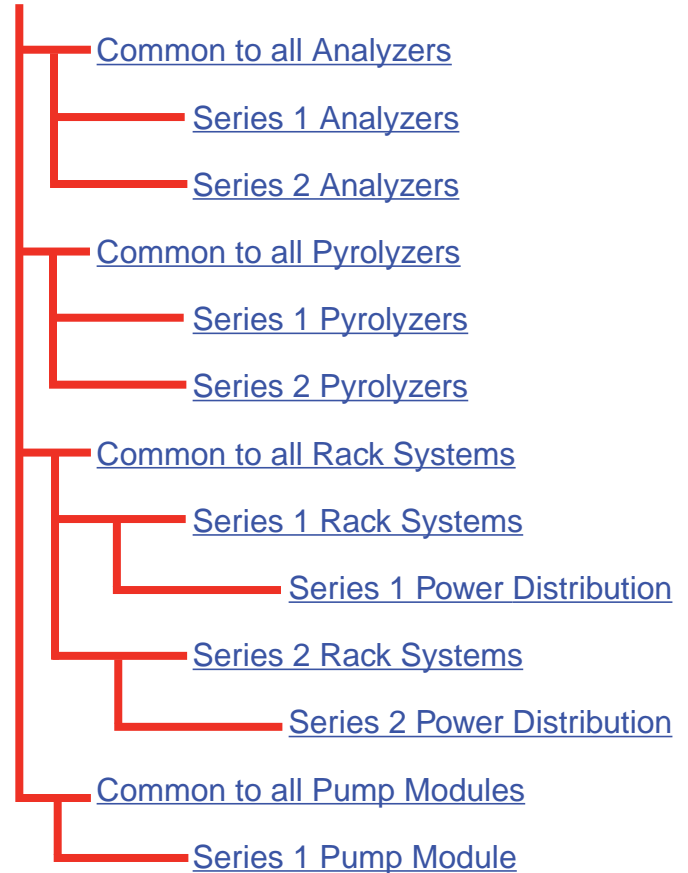 Common to all Analyzers
Series 1 Analyzers
Series 2 Analyzers
Common to all Pyrolyzers
Series 1 Pyrolyzers
Series 2 Pyrolyzers
Common to all Rack Systems
Series 1 Rack Systems
Series 1 Power Distribution
Series 2 Rack Systems
Series 2 Power Distribution
Common to all Pump Modules
Series 1 Pump Module